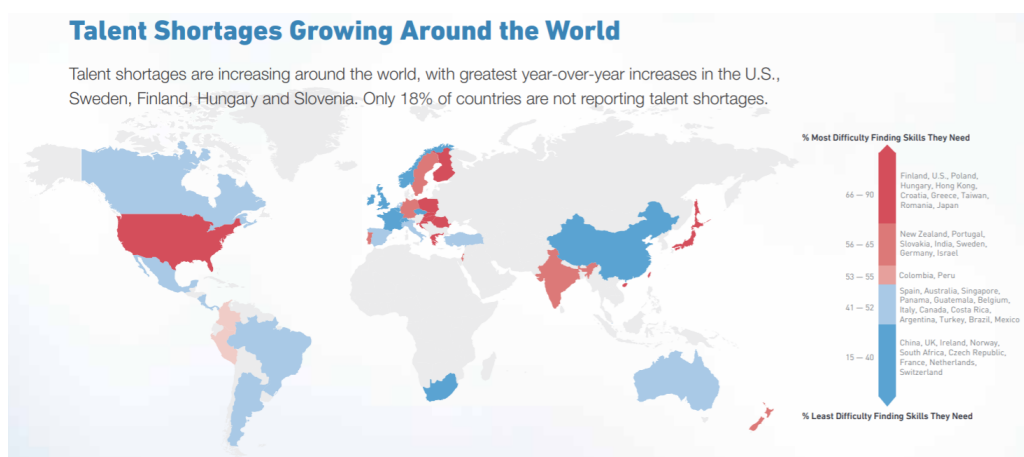 Talent Shortages Growing Around the World
Talent shortages are increasing around the world, with greatest year-over-year increases in the U.S.,
Sweden, Finland, Hungary and Slovenia. Only 18% of countries are not reporting talent shortages.
% Most Difficulty Finding Skills They Need
66 — 90
Finland, U.S., Poland,
Hungary, Hong Kong,
Croatia, Greece, Taiwan,
Romania, Japan
56 — 65
New Zealand, Portugal,
Slovakia, India, Sweden,
Germany, Israel
53 — 55
Colombia, Peru
41 — 52
Spain, Australia, Singapore,
Panama, Guatemala, Belgium,
Italy, Canada, Costa Rica,
Argentina, Turkey, Brazil, Mexico
15 — 40
China, UK, Ireland, Norway,
South Africa, Czech Republic,
France, Netherlands,
Switzerland
% Least Difficulty Finding Skills They Need